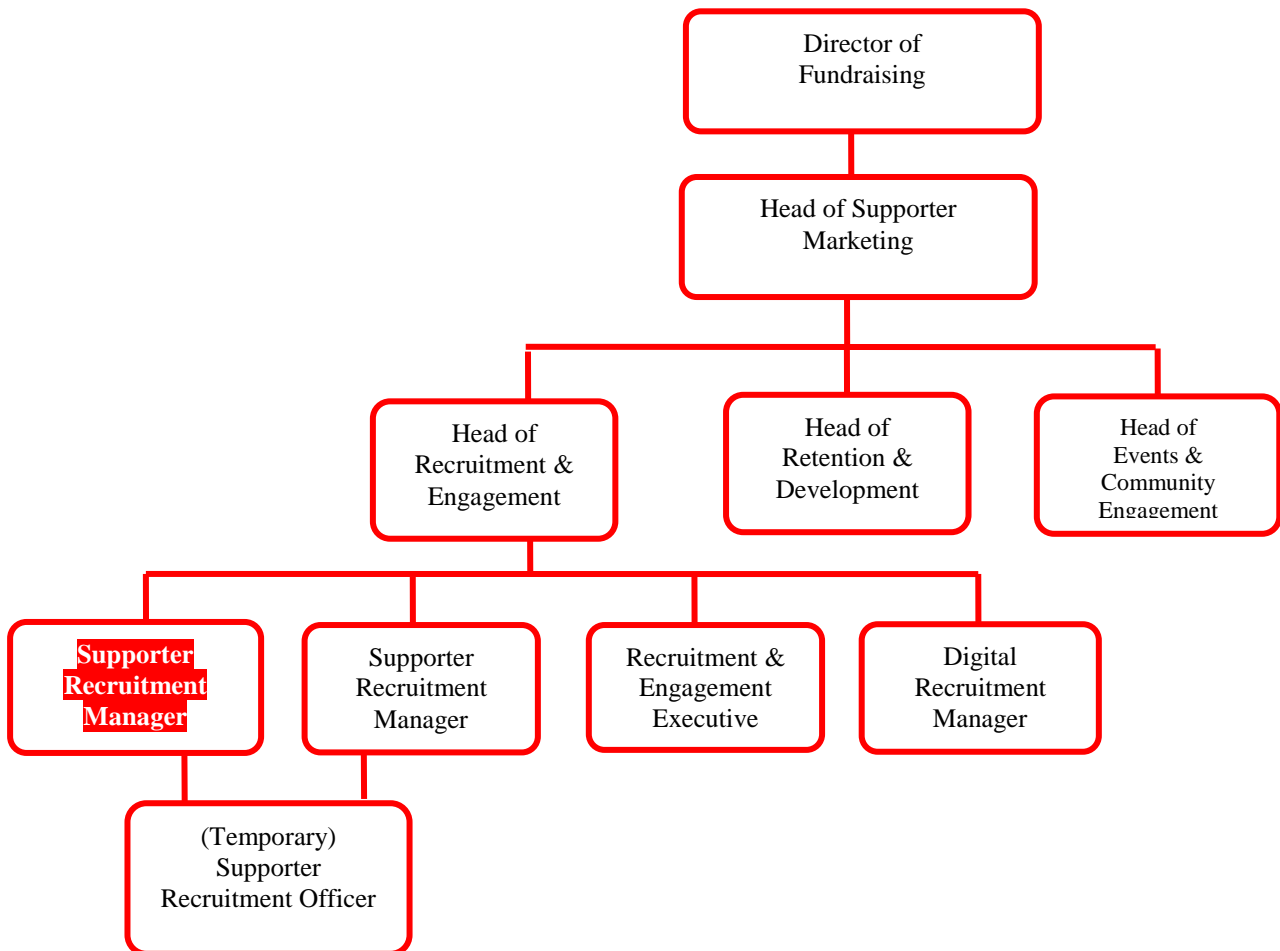 Director of
Fundraising
Head of Supporter
Marketing
Head of
Recruitment &
Engagement
Head of
Retention &
Development
Head of
Events &
Community
Engagement
Supporter
Recruitment
Manager
Supporter
Recruitment
Manager
Recruitment &
Engagement
Executive
Digital
Recruitment
Manager
(Temporary)
Supporter
Recruitment Officer